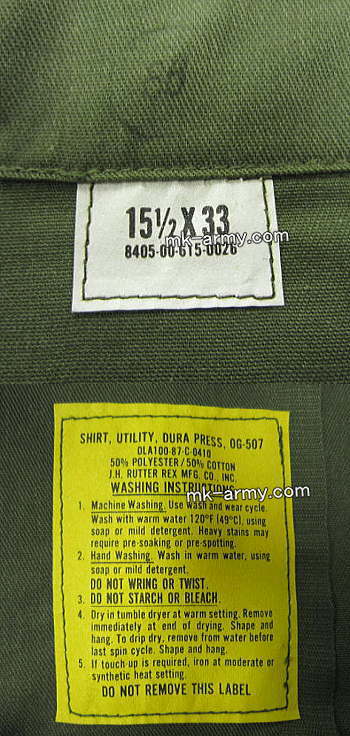 15½ X 33
mk-army.com
8405-00-615-0026
SHIRT, UTILITY, DURA PRESS, OG-507
DLA100-87-C-0410
50% POLYESTER / 50% COTTON
J.H. RUTTER REX MFG. CO., INC.
WASHING INSTRUCTIONS
mk-army.com
1. Machine Washing. Use Wash and wear cycle.
Wash with warm water 120°F (49°C), using
soap or mild detergent. Heavy stains may
require pre-soaking or pre-spotting.
2. Hand Washing. Wash in warm water, using
soap or mild detergent.
DO NOT WRING OR TWIST.
3. DO NOT STARCH OR BLEACH.
4. Dry in tumble dryer at warm setting. Remove
immediately at end of drying. Shape and
hang. To drip dry, remove from water before
last spin cycle. Shape and hang.
5. If touch-up is required, iron at moderate or
synthetic heat setting.
DO NOT REMOVE THIS LABEL